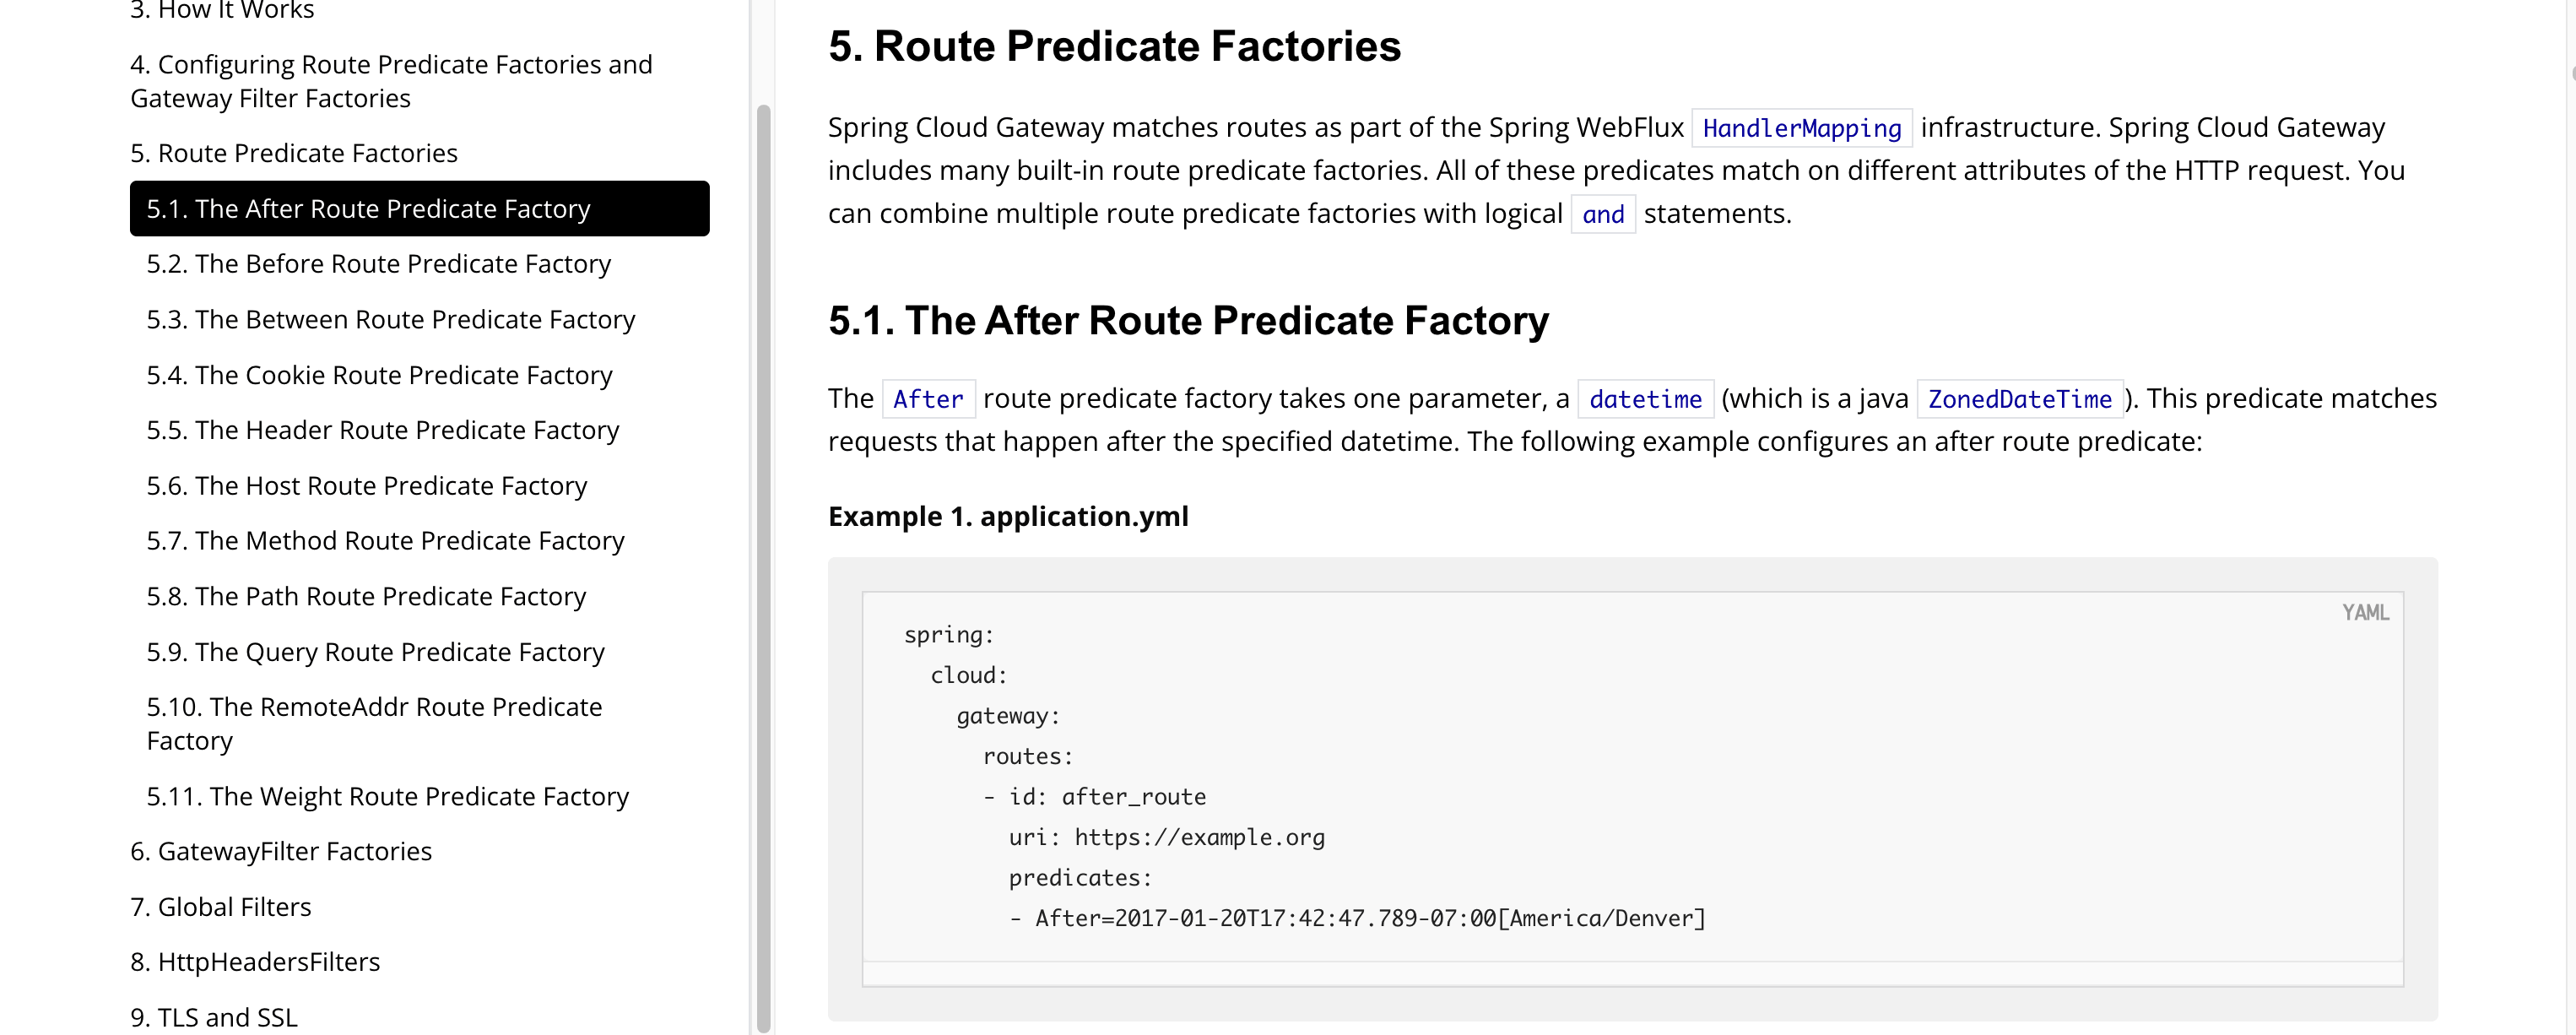 3. How It Works
4. Configuring Route Predicate Factories and
Gateway Filter Factories
5. Route Predicate Factories
5.1. The After Route Predicate Factory
5.2. The Before Route Predicate Factory
5.3. The Between Route Predicate Factory
5.4. The Cookie Route Predicate Factory
5.5. The Header Route Predicate Factory
5.6. The Host Route Predicate Factory
5.7. The Method Route Predicate Factory
5.8. The Path Route Predicate Factory
5.9. The Query Route Predicate Factory
5.10. The RemoteAddr Route Predicate
Factory
5.11. The Weight Route Predicate Factory
6. GatewayFilter Factories
7. Global Filters
8. HttpHeadersFilters
9. TLS and SSL
5. Route Predicate Factories
Spring Cloud Gateway matches routes as part of the Spring WebFlux HandlerMapping infrastructure. Spring Cloud Gateway
includes many built-in route predicate factories. All of these predicates match on different attributes of the HTTP request. You
can combine multiple route predicate factories with logical and statements.
5.1. The After Route Predicate Factory
The After route predicate factory takes one parameter, a datetime (which is a java ZonedDateTime). This predicate matches
requests that happen after the specified datetime. The following example configures an after route predicate:
Example 1. application.yml
YAML
spring:
  cloud:
    gateway:
      routes:
      - id: after_route
        uri: https://example.org
        predicates:
        - After=2017-01-20T17:42:47.789-07:00[America/Denver]